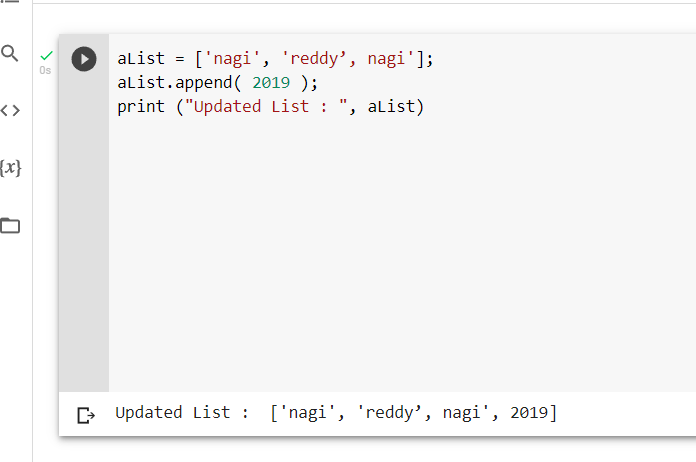 0s
aList = ['nagi', 'reddy’, nagi'];
aList.append( 2019 );
print ("Updated List : ", aList)
<>
{x}
Updated List :  ['nagi', 'reddy’, nagi', 2019]